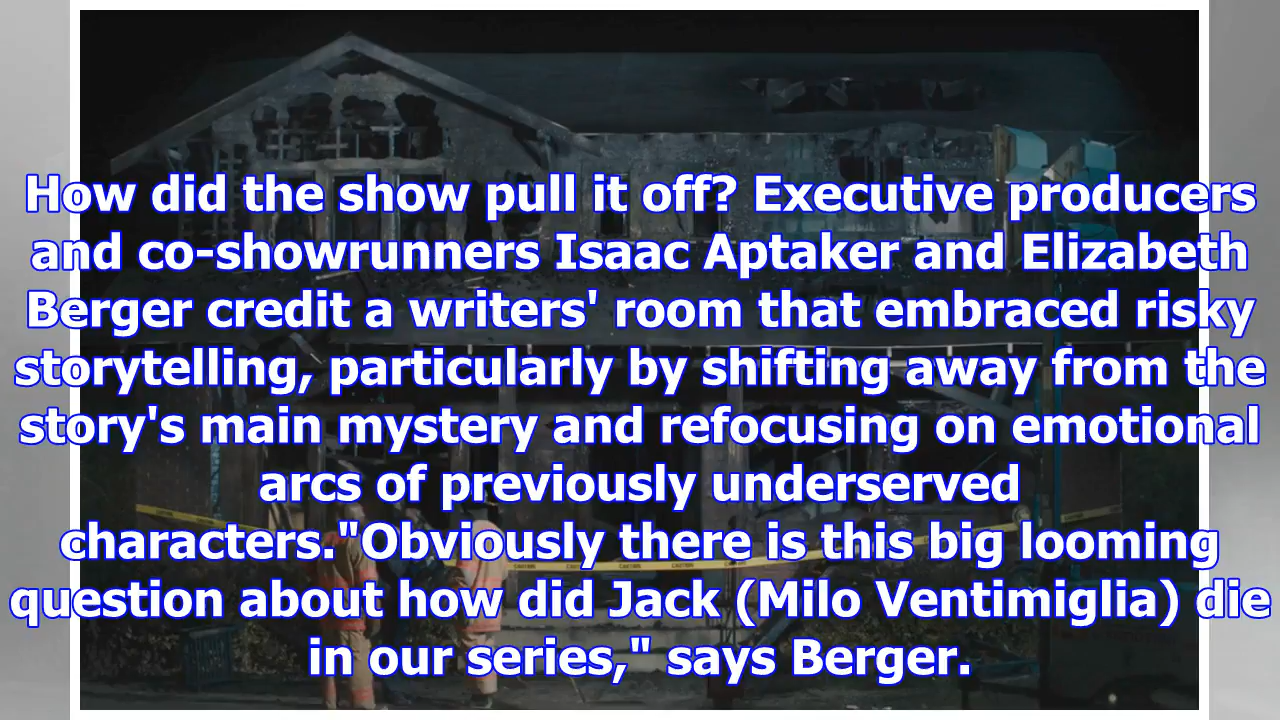 How did the show pull it off? Executive producers
and co-showrunners Isaac Aptaker and Elizabeth
Berger credit a writers' room that embraced risky
storytelling, particularly by shifting away from the
story's main mystery and refocusing on emotional
arcs of previously underserved
characters."Obviously there is this big looming
question about how did Jack (Milo Ventimiglia) die
in our series," says Berger.
CAUTION CAUTION CAUTION